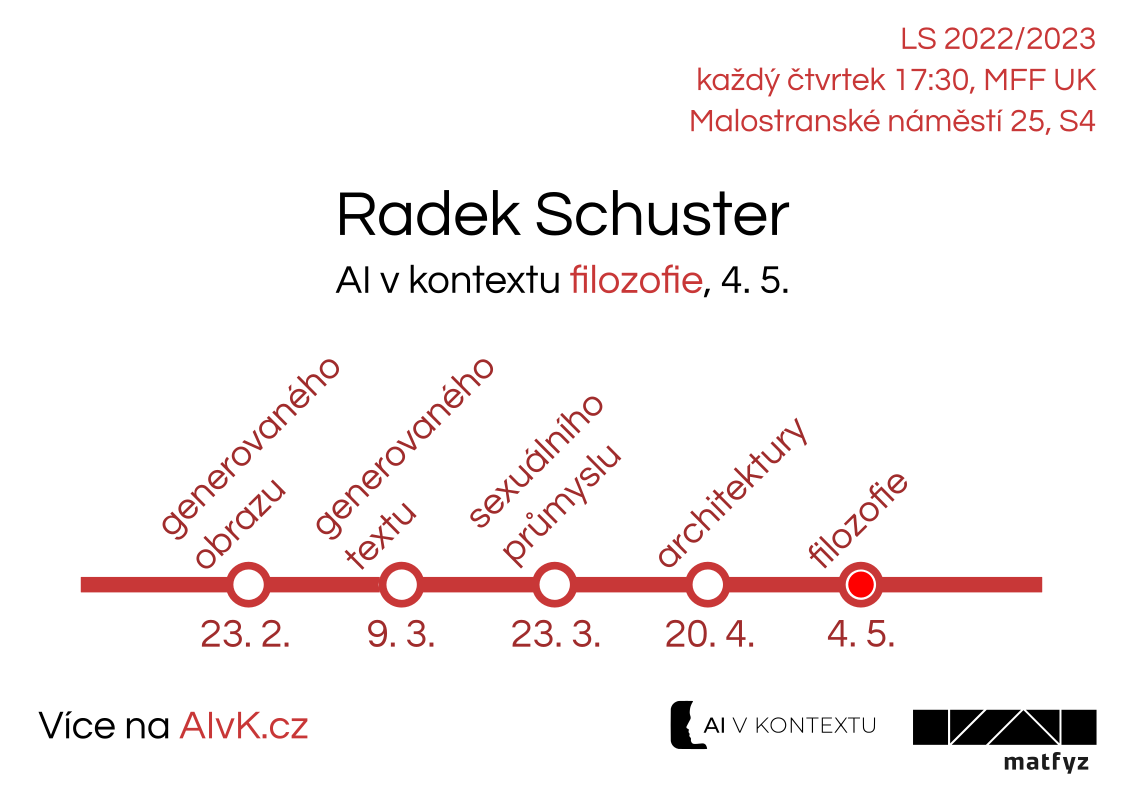 LS 2022/2023
každý čtvrtek 17:30, MFF UK
Malostranské náměstí 25, S4
Radek Schuster
AI v kontextu filozofie, 4. 5.
generovaného
obrazu
generovaného
textu
sexuálního
průmyslu
architektury
filozofie
23. 2.
9. 3.
23. 3.
20. 4.
4. 5.
Více na AIvK.cz
AI V KONTEXTU
matfyz